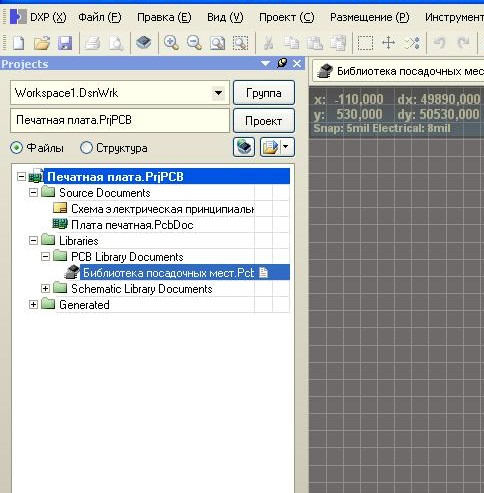 DXP (X) Файл (F) Правка (E) Вид (V) Проект (C) Размещение (P) Инструмент
Projects
Workspace1.DsnWrk
Группа
Печатная плата.PrjPCB
Проект
Файлы
Структура
Печатная плата.PrjPCB
Source Documents
Схема электрическая принципиальн
Плата печатная.PcbDoc
Libraries
PCB Library Documents
Библиотека посадочных мест.Pcb
Schematic Library Documents
Generated
Библиотека посадочных мест
x: -110,000 dx: 49890,000
y: 530,000 dy: 50530,000
Snap: 5mil Electrical: 8mil